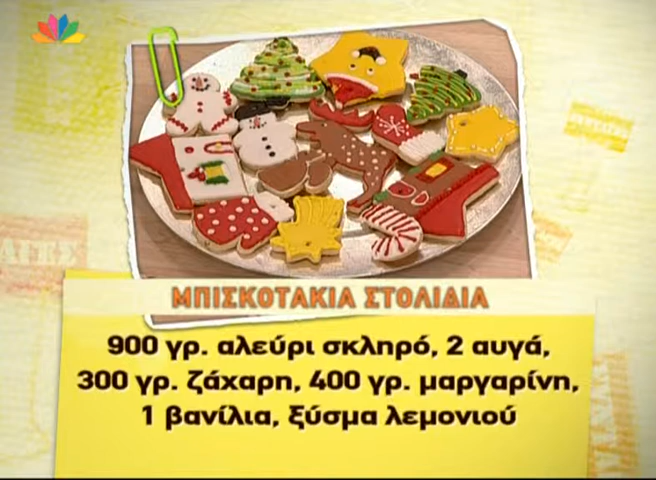 ΜΠΙΣΚΟΤΑΚΙΑ ΣΤΟΛΙΔΙΑ
900 γρ. αλεύρι σκληρό, 2 αυγά,
300 γρ. ζάχαρη, 400 γρ. μαργαρίνη,
1 βανίλια, ξύσμα λεμονιού